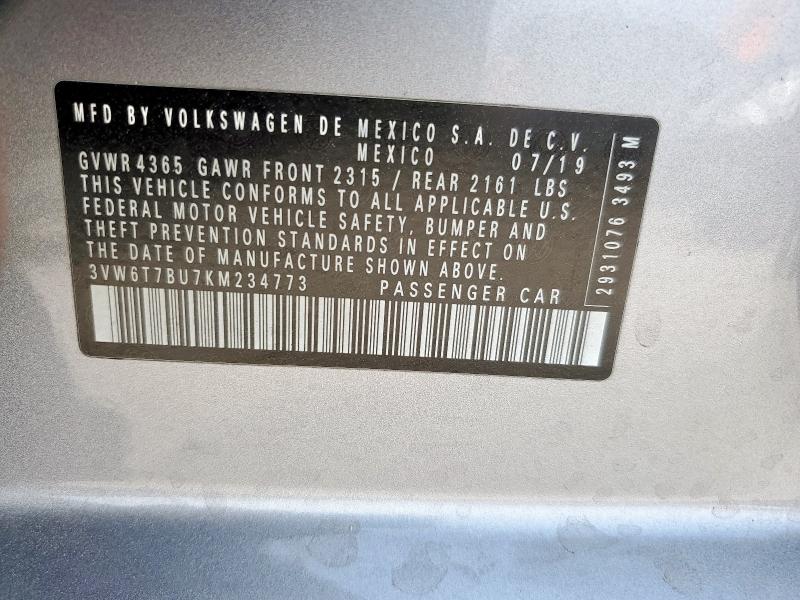 MFD BY VOLKSWAGEN DE MEXICO S.A. DE C.V.
MEXICO 07/19
GVWR 4365 GAWR FRONT 2315 / REAR 2161 LBS
THIS VEHICLE CONFORMS TO ALL APPLICABLE U.S.
FEDERAL MOTOR VEHICLE SAFETY, BUMPER AND
THEFT PREVENTION STANDARDS IN EFFECT ON
THE DATE OF MANUFACTURE SHOWN ABOVE.
3VW6T7BU7KM234773 PASSENGER CAR
2931076 3493 M